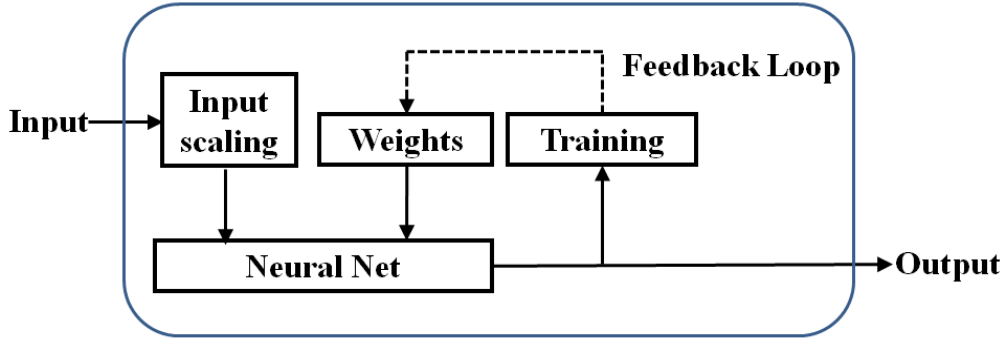 Feedback Loop
Input
Input
scaling
Weights
Training
Neural Net
Output